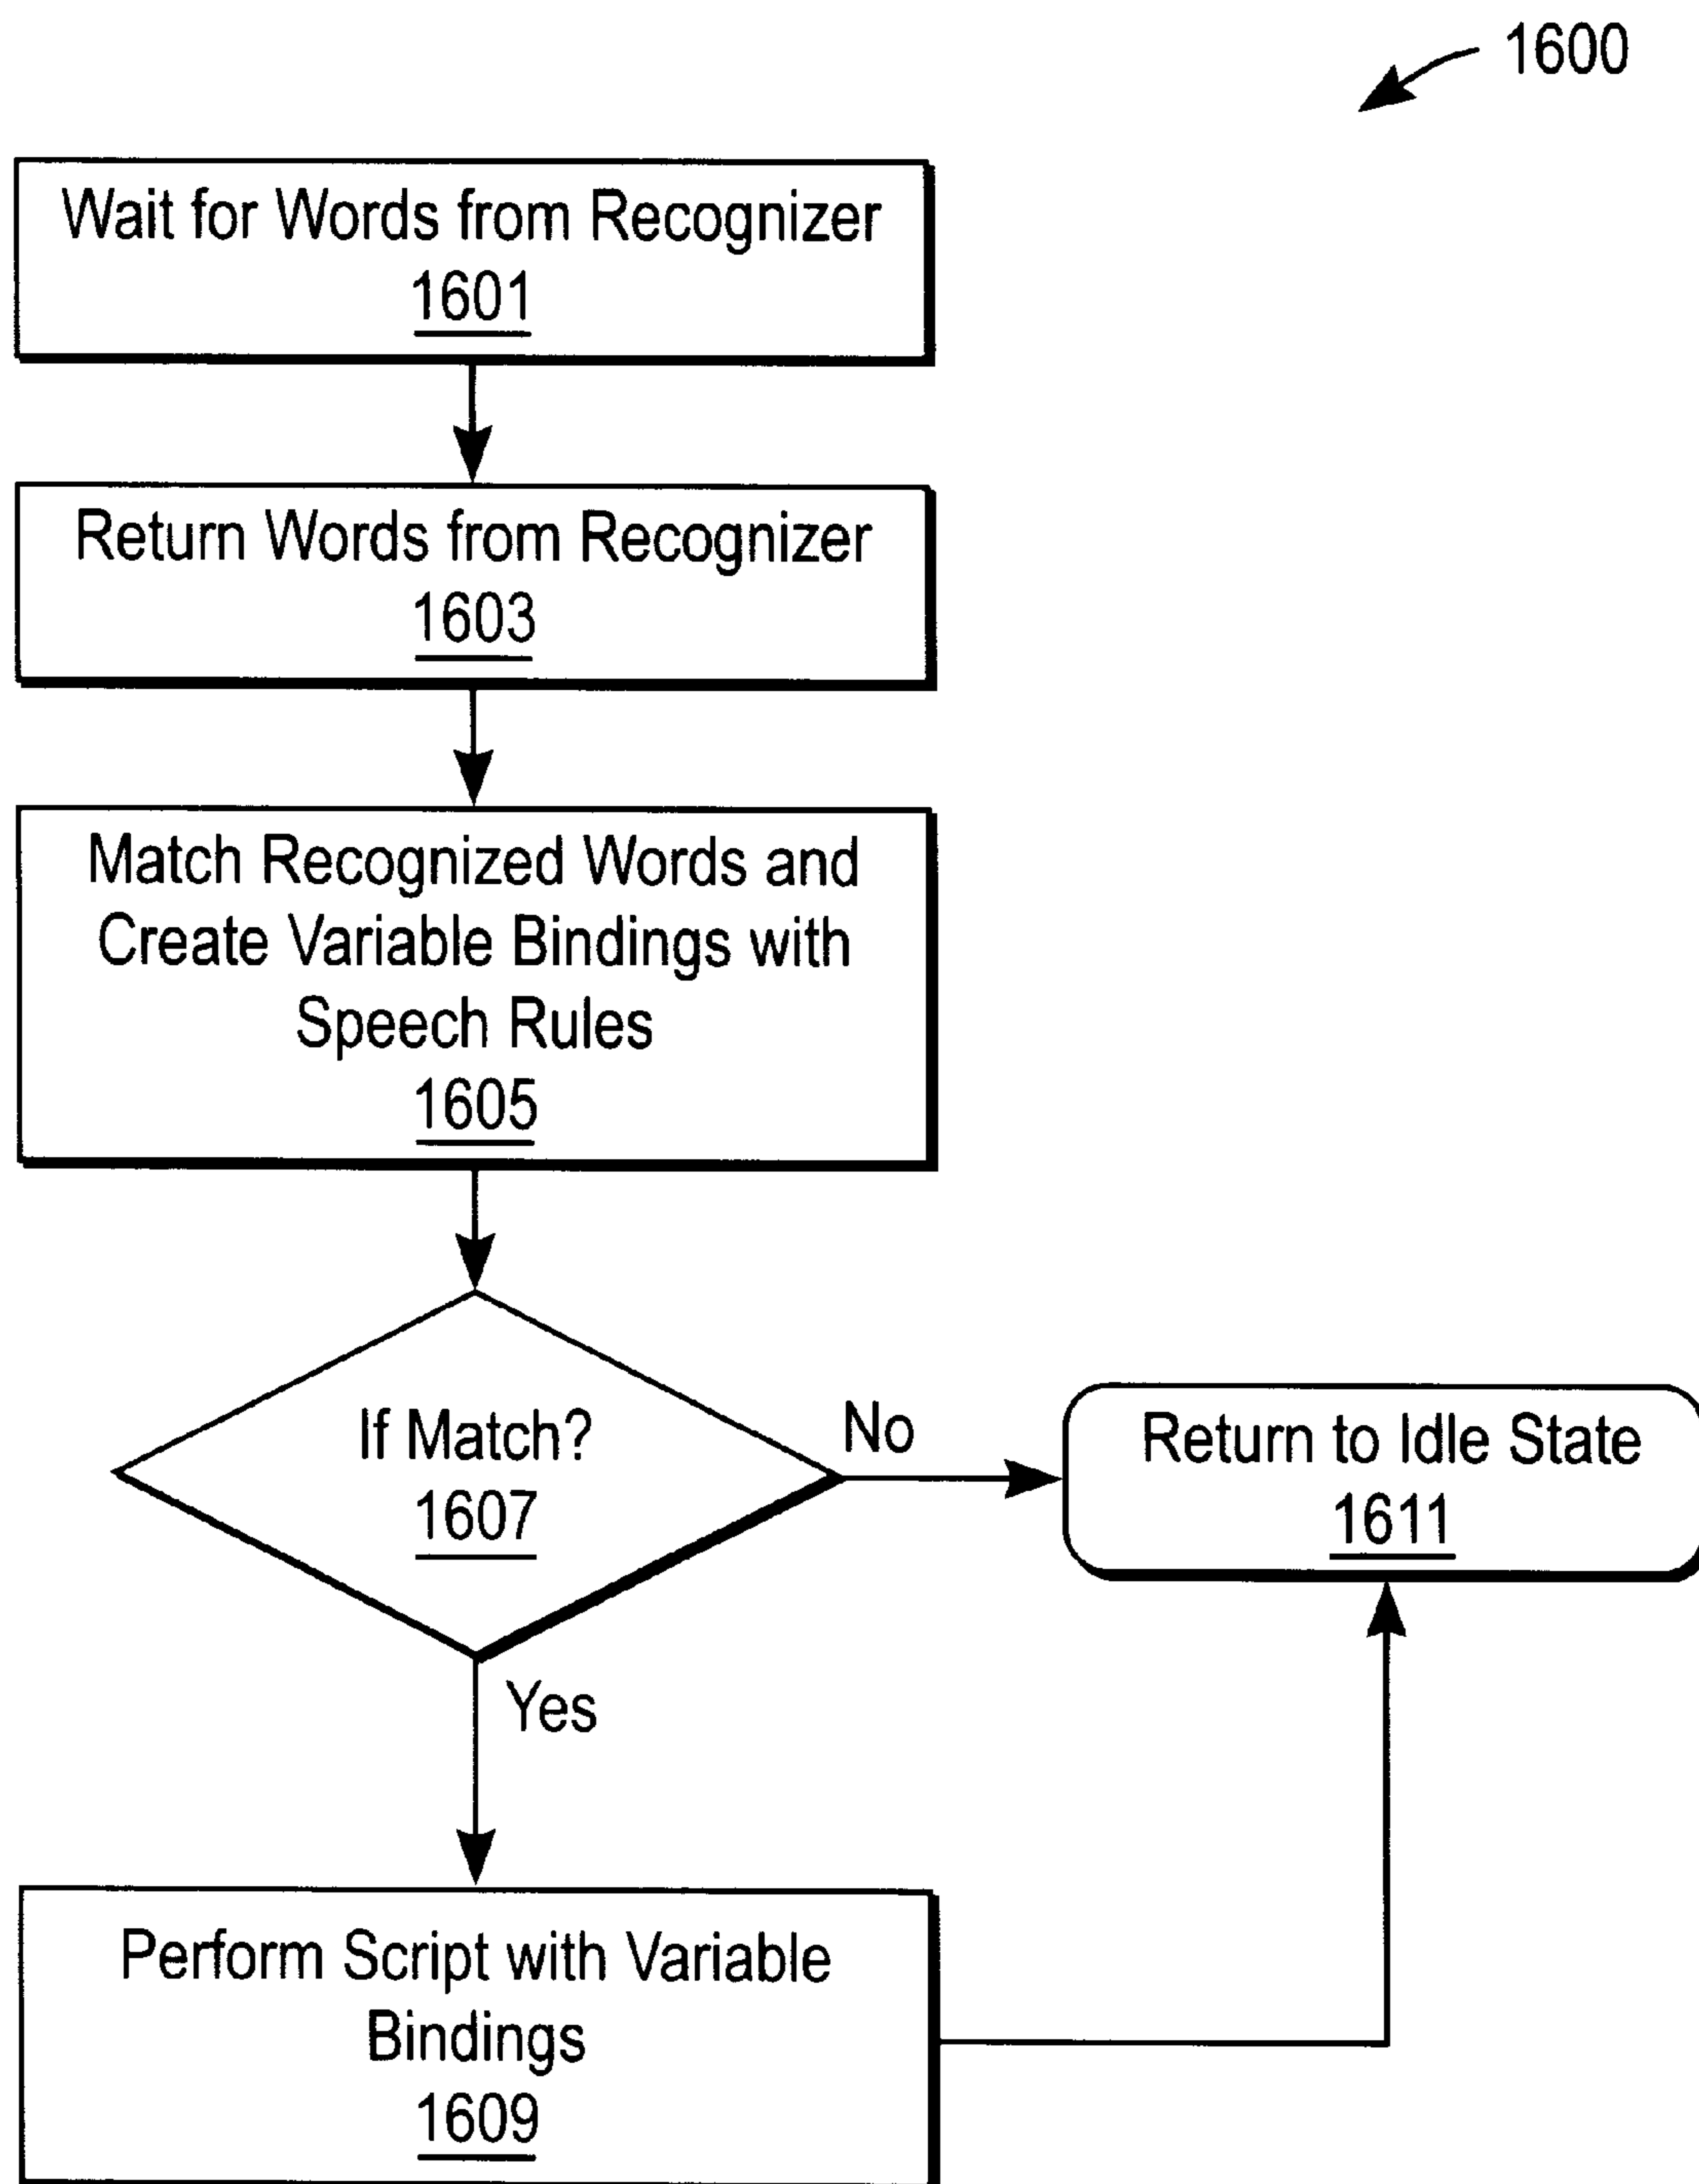 1600
Wait for Words from Recognizer
1601
Return Words from Recognizer
1603
Match Recognized Words and
Create Variable Bindings with
Speech Rules
1605
If Match?
1607
No
Return to Idle State
1611
Yes
Perform Script with Variable
Bindings
1609